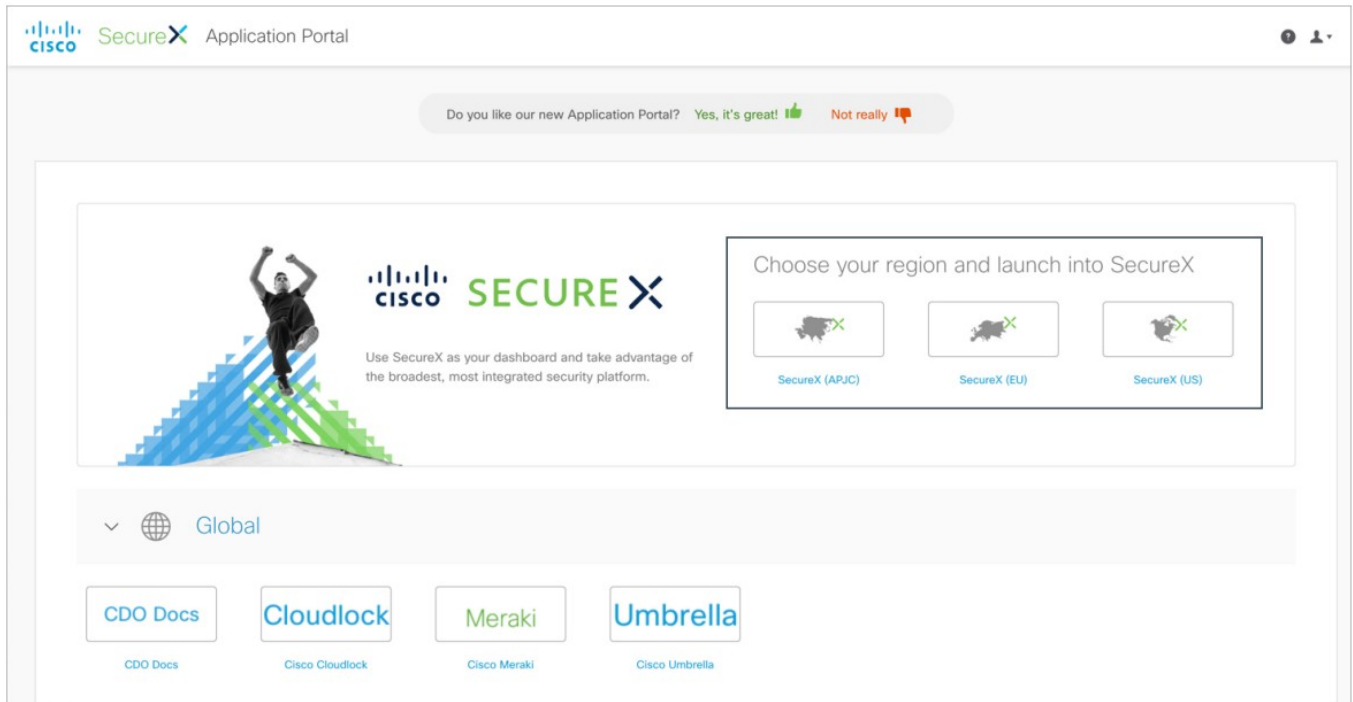 CISCO SecureX Application Portal
Do you like our new Application Portal? Yes, it's great! Not really
CISCO SECURE X
Use SecureX as your dashboard and take advantage of
the broadest, most integrated security platform.
Choose your region and launch into SecureX
SecureX (APJC) SecureX (EU) SecureX (US)
Global
CDO Docs Cloudlock Meraki Umbrella
CDO Docs Cisco Cloudlock Cisco Meraki Cisco Umbrella